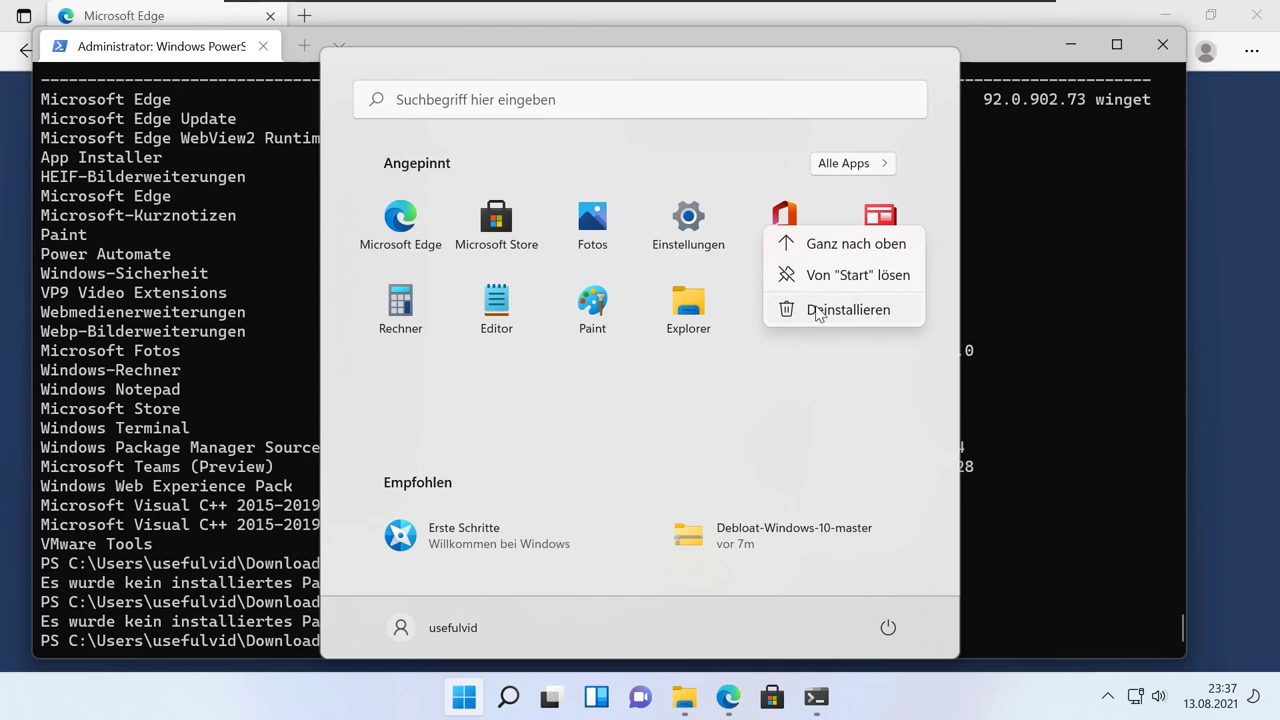 Microsoft Edge
Administrator: Windows PowerS
Microsoft Edge
92.0.902.73 winget
Microsoft Edge Update
Microsoft Edge WebView2 Runtim
App Installer
HEIF-Bilderweiterungen
Microsoft Edge
Microsoft-Kurznotizen
Paint
Power Automate
Windows-Sicherheit
VP9 Video Extensions
Webmedienerweiterungen
Webp-Bilderweiterungen
Microsoft Fotos
.0
Windows-Rechner
Windows Notepad
Microsoft Store
Windows Terminal
Windows Package Manager Source
4
Microsoft Teams (Preview)
28
Windows Web Experience Pack
Microsoft Visual C++ 2015-2019
Microsoft Visual C++ 2015-2019
VMware Tools
PS C:\Users\usefulvid\Download
Es wurde kein installiertes Pa
PS C:\Users\usefulvid\Download
Es wurde kein installiertes Pa
PS C:\Users\usefulvid\Download
Suchbegriff hier eingeben
Angepinnt
Alle Apps
Microsoft Edge
Microsoft Store
Fotos
Einstellungen
Ganz nach oben
Von "Start" lösen
Deinstallieren
Rechner
Editor
Paint
Explorer
Empfohlen
Erste Schritte
Willkommen bei Windows
Debloat-Windows-10-master
vor 7m
usefulvid
23:37
13.08.2021